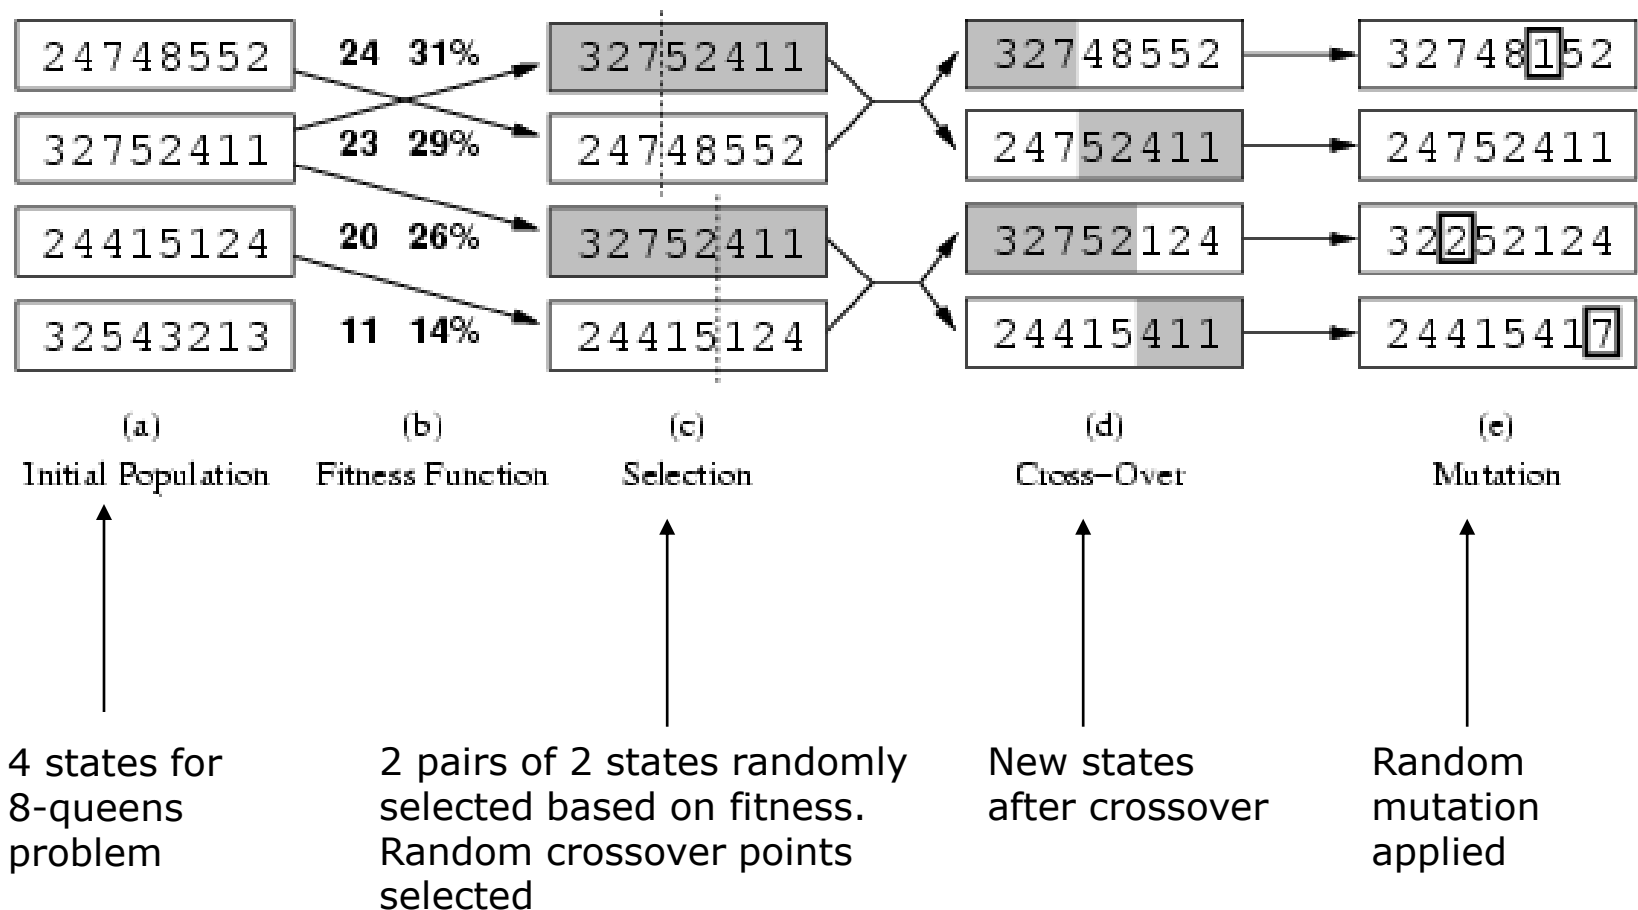 24748552 24 31% 32752411 32748552 32748152
32752411 23 29% 24748552 24752411 24752411
24415124 20 26% 32752411 32752124 32252124
32543213 11 14% 24415124 24415411 24415417
(a) (b) (c) (d) (e)
Initial Population Fitness Function Selection Cross-Over Mutation
4 states for
8-queens
problem
2 pairs of 2 states randomly
selected based on fitness.
Random crossover points
selected
New states
after crossover
Random
mutation
applied